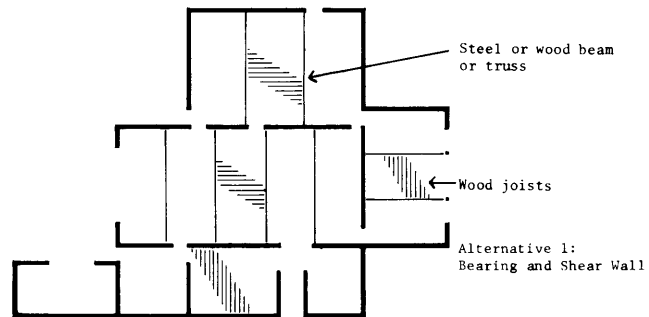 Steel or wood beam
or truss
Wood joists
Alternative 1:
Bearing and Shear Wall